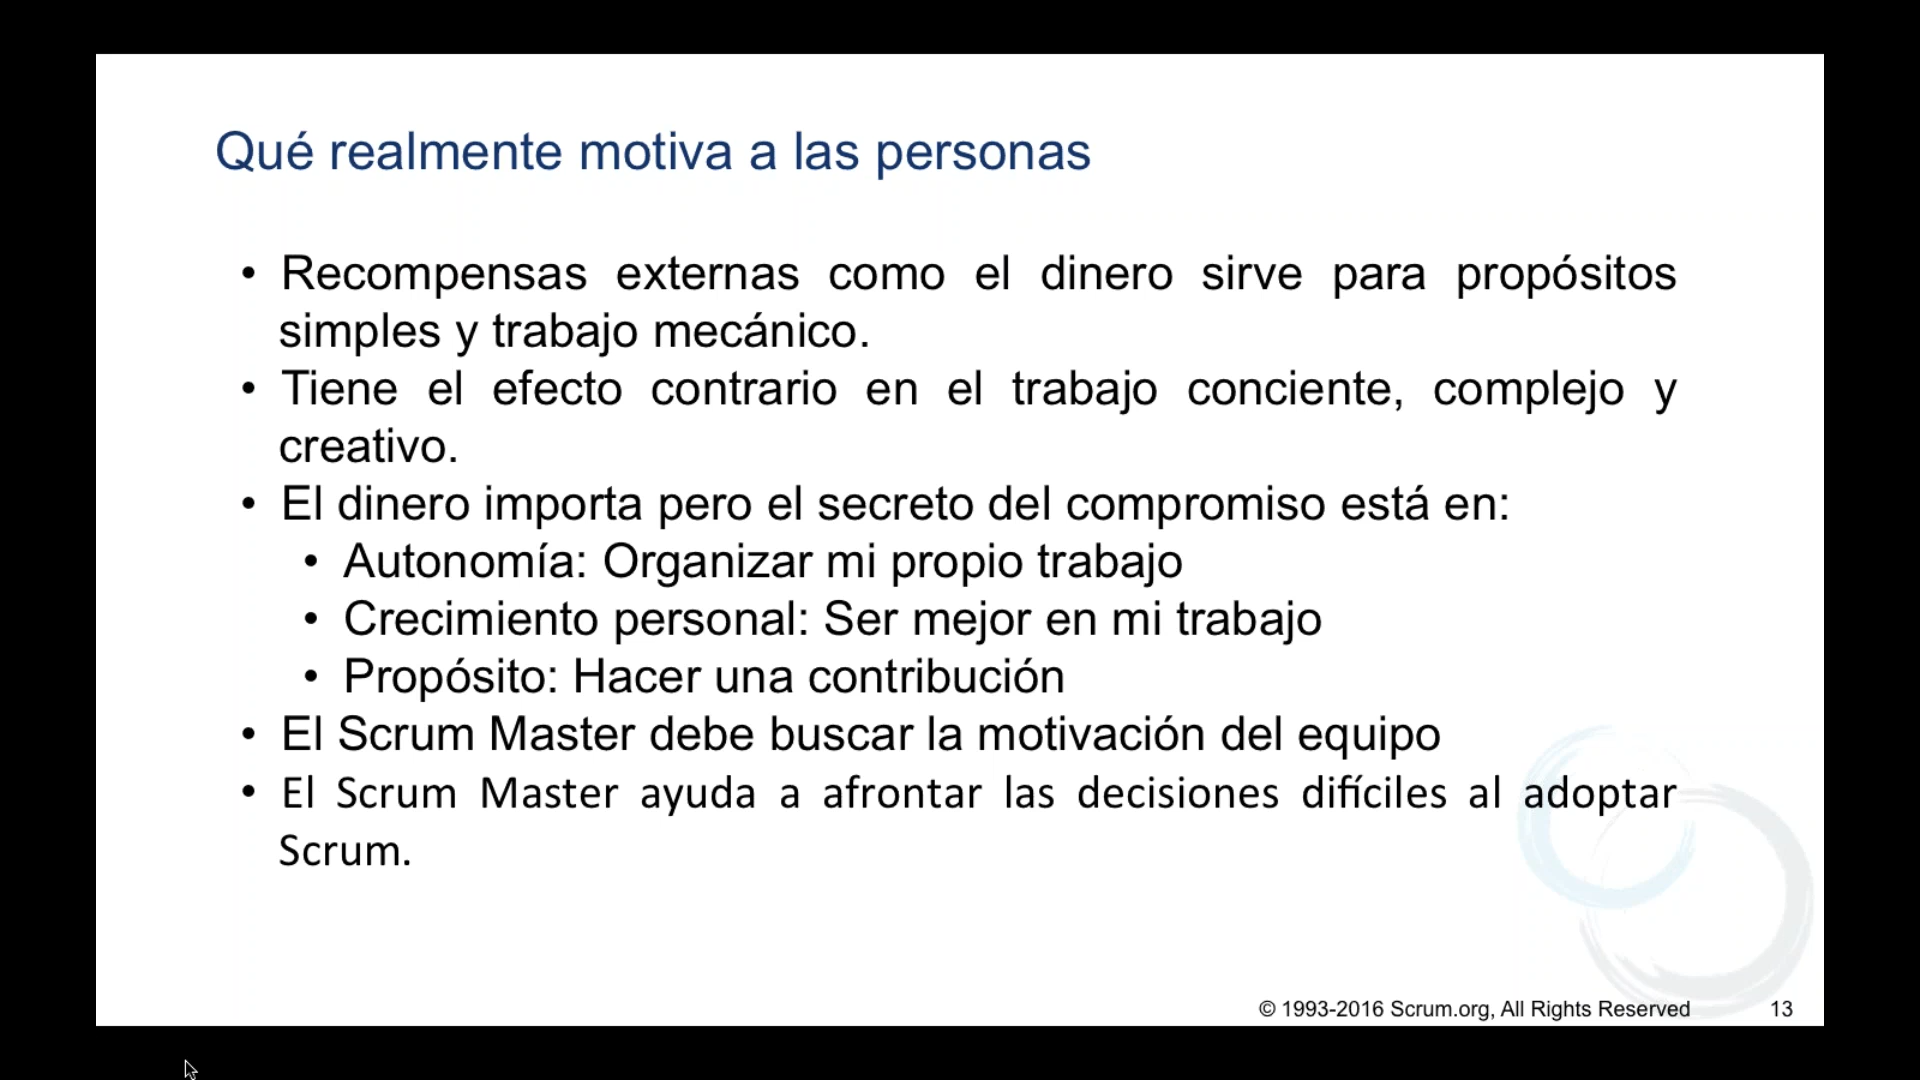 Qué realmente motiva a las personas
• Recompensas externas como el dinero sirve para propósitos
simples y trabajo mecánico.
• Tiene el efecto contrario en el trabajo conciente, complejo y
creativo.
• El dinero importa pero el secreto del compromiso está en:
• Autonomía: Organizar mi propio trabajo
• Crecimiento personal: Ser mejor en mi trabajo
• Propósito: Hacer una contribución
• El Scrum Master debe buscar la motivación del equipo
• El Scrum Master ayuda a afrontar las decisiones difíciles al adoptar
Scrum.
© 1993-2016 Scrum.org, All Rights Reserved 13